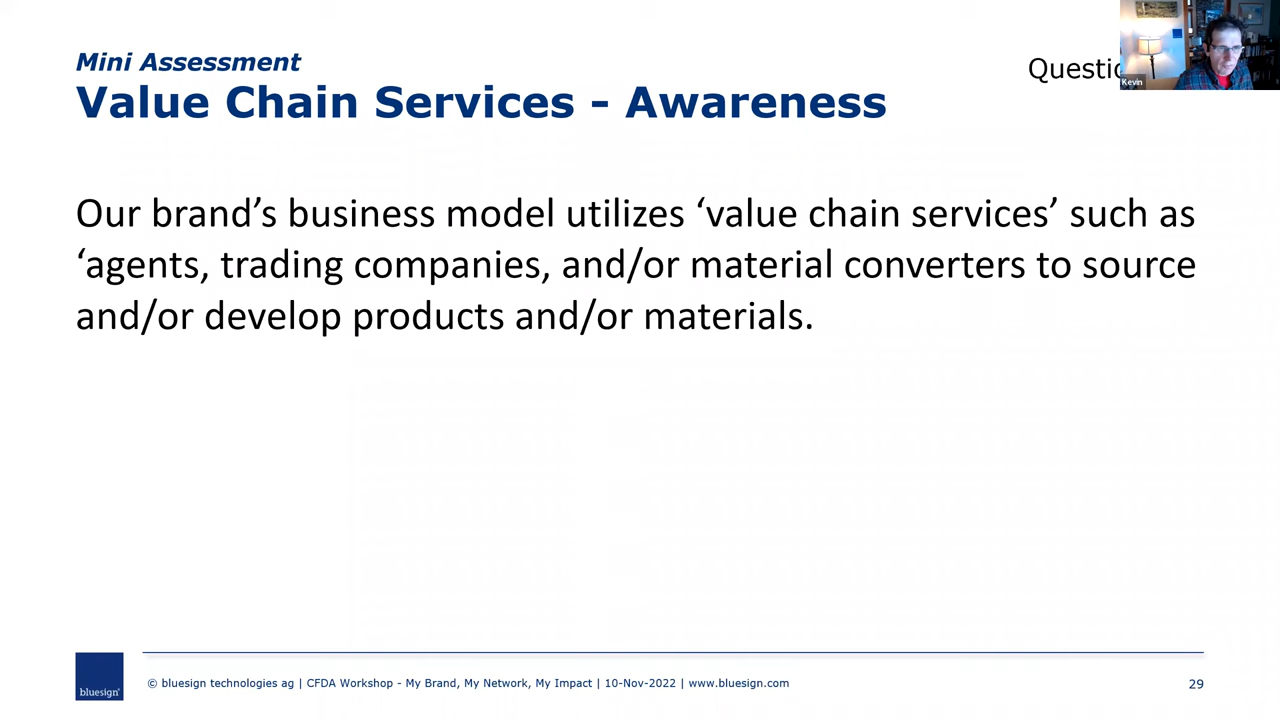 Mini Assessment
Value Chain Services - Awareness
Kevin
Our brand’s business model utilizes ‘value chain services’ such as
‘agents, trading companies, and/or material converters to source
and/or develop products and/or materials.
bluesign®
© bluesign technologies ag | CFDA Workshop - My Brand, My Network, My Impact | 10-Nov-2022 | www.bluesign.com
29